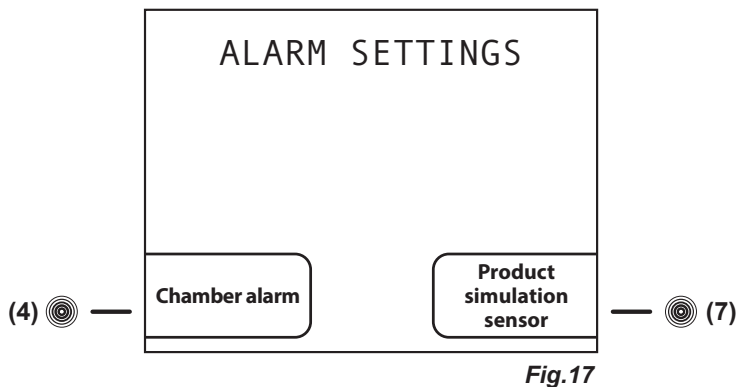 ALARM SETTINGS
Chamber alarm
Product
simulation
sensor
(4)
(7)
Fig.17